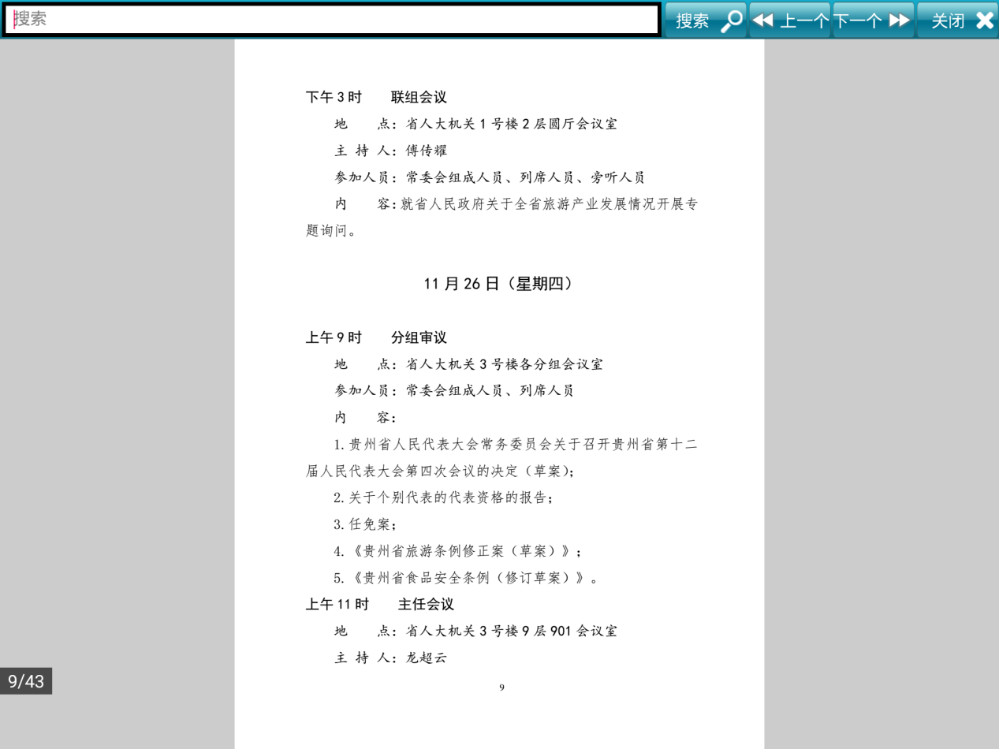 搜索
搜索
上一个
下一个
关闭
下午 3 时 联组会议
地 点：省人大机关 1 号楼 2 层圆厅会议室
主 持 人：傅传耀
参加人员：常委会组成人员、列席人员、旁听人员
内 容：就省人民政府关于全省旅游产业发展情况开展专
题询问。
11 月 26 日（星期四）
上午 9 时 分组审议
地 点：省人大机关 3 号楼各分组会议室
参加人员：常委会组成人员、列席人员
内 容：
1.贵州省人民代表大会常务委员会关于召开贵州省第十二
届人民代表大会第四次会议的决定（草案）；
2.关于个别代表的代表资格的报告；
3.任免案；
4.《贵州省旅游条例修正案（草案）》；
5.《贵州省食品安全条例（修订草案）》。
上午 11 时 主任会议
地 点：省人大机关 3 号楼 9 层 901 会议室
主 持 人：龙超云
9/43
9